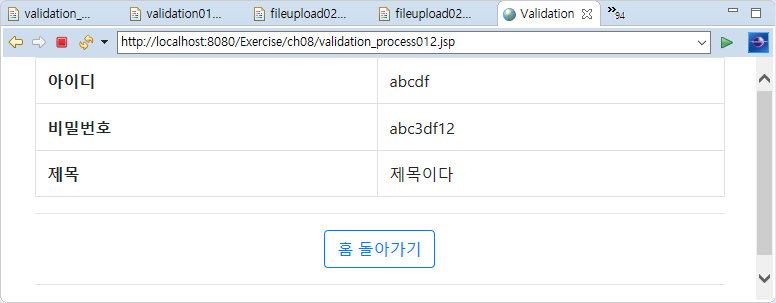 validation_... validation01... fileupload02... fileupload02... Validation »94
http://localhost:8080/Exercise/ch08/validation_process012.jsp
아이디 abcdf
비밀번호 abc3df12
제목 제목이다
홈 돌아가기